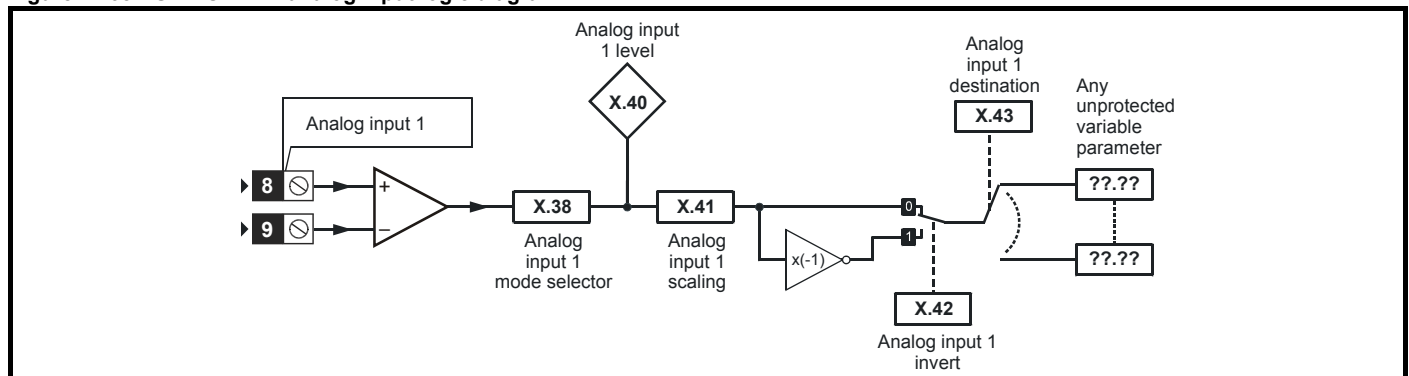 Analog input
1 level
X.40
Analog input 1
8
9
+
–
X.38
Analog
input 1
mode selector
X.41
Analog
input 1
scaling
x(-1)
0
1
X.42
Analog input 1
invert
Analog
input 1
destination
X.43
Any
unprotected
variable
parameter
??.??
??.??